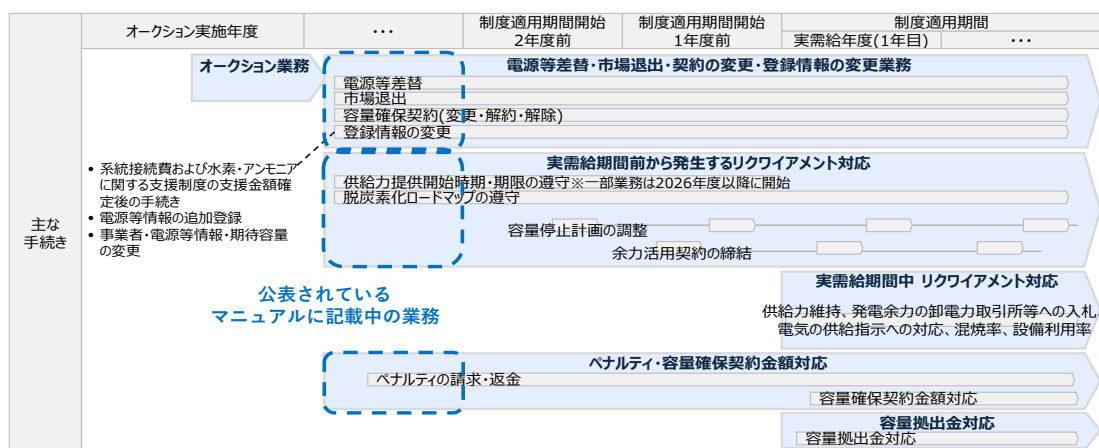 オークション実施年度
･･･
制度適用期間開始
2年度前
制度適用期間開始
1年度前
制度適用期間
実需給年度(1年目)
･･･
主な
手続き
オークション業務
電源等差替･市場退出･契約の変更･登録情報の変更業務
電源等差替
市場退出
容量確保契約(変更･解約･解除)
登録情報の変更
• 系統接続費および水素・アンモニア
に関する支援制度の支援金額確
定後の手続き
• 電源等情報の追加登録
• 事業者・電源等情報・期待容量
の変更
実需給期間前から発生するリクワイアメント対応
供給力提供開始時期・期限の遵守※一部業務は2026年度以降に開始
脱炭素化ロードマップの遵守
容量停止計画の調整
余力活用契約の締結
公表されている
マニュアルに記載中の業務
実需給期間中 リクワイアメント対応
供給力維持、発電余力の卸電力取引所等への入札、
電気の供給指示への対応、混焼率、設備利用率
ペナルティ・容量確保契約金額対応
ペナルティの請求・返金
容量確保契約金額対応
容量拠出金対応
容量拠出金対応